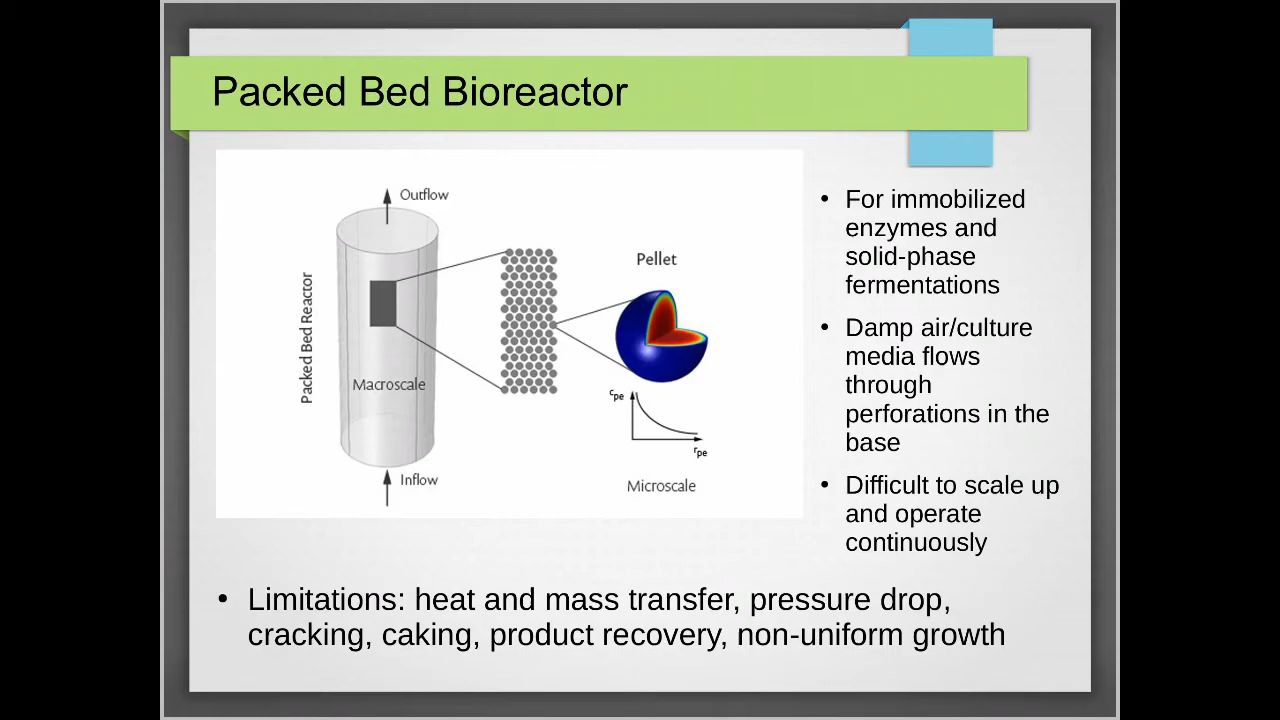 Packed Bed Bioreactor
Outflow
Packed Bed Reactor
Macroscale
Inflow
Pellet
cpe
rpe
Microscale
• For immobilized
enzymes and
solid-phase
fermentations
• Damp air/culture
media flows
through
perforations in the
base
• Difficult to scale up
and operate
continuously
• Limitations: heat and mass transfer, pressure drop,
cracking, caking, product recovery, non-uniform growth